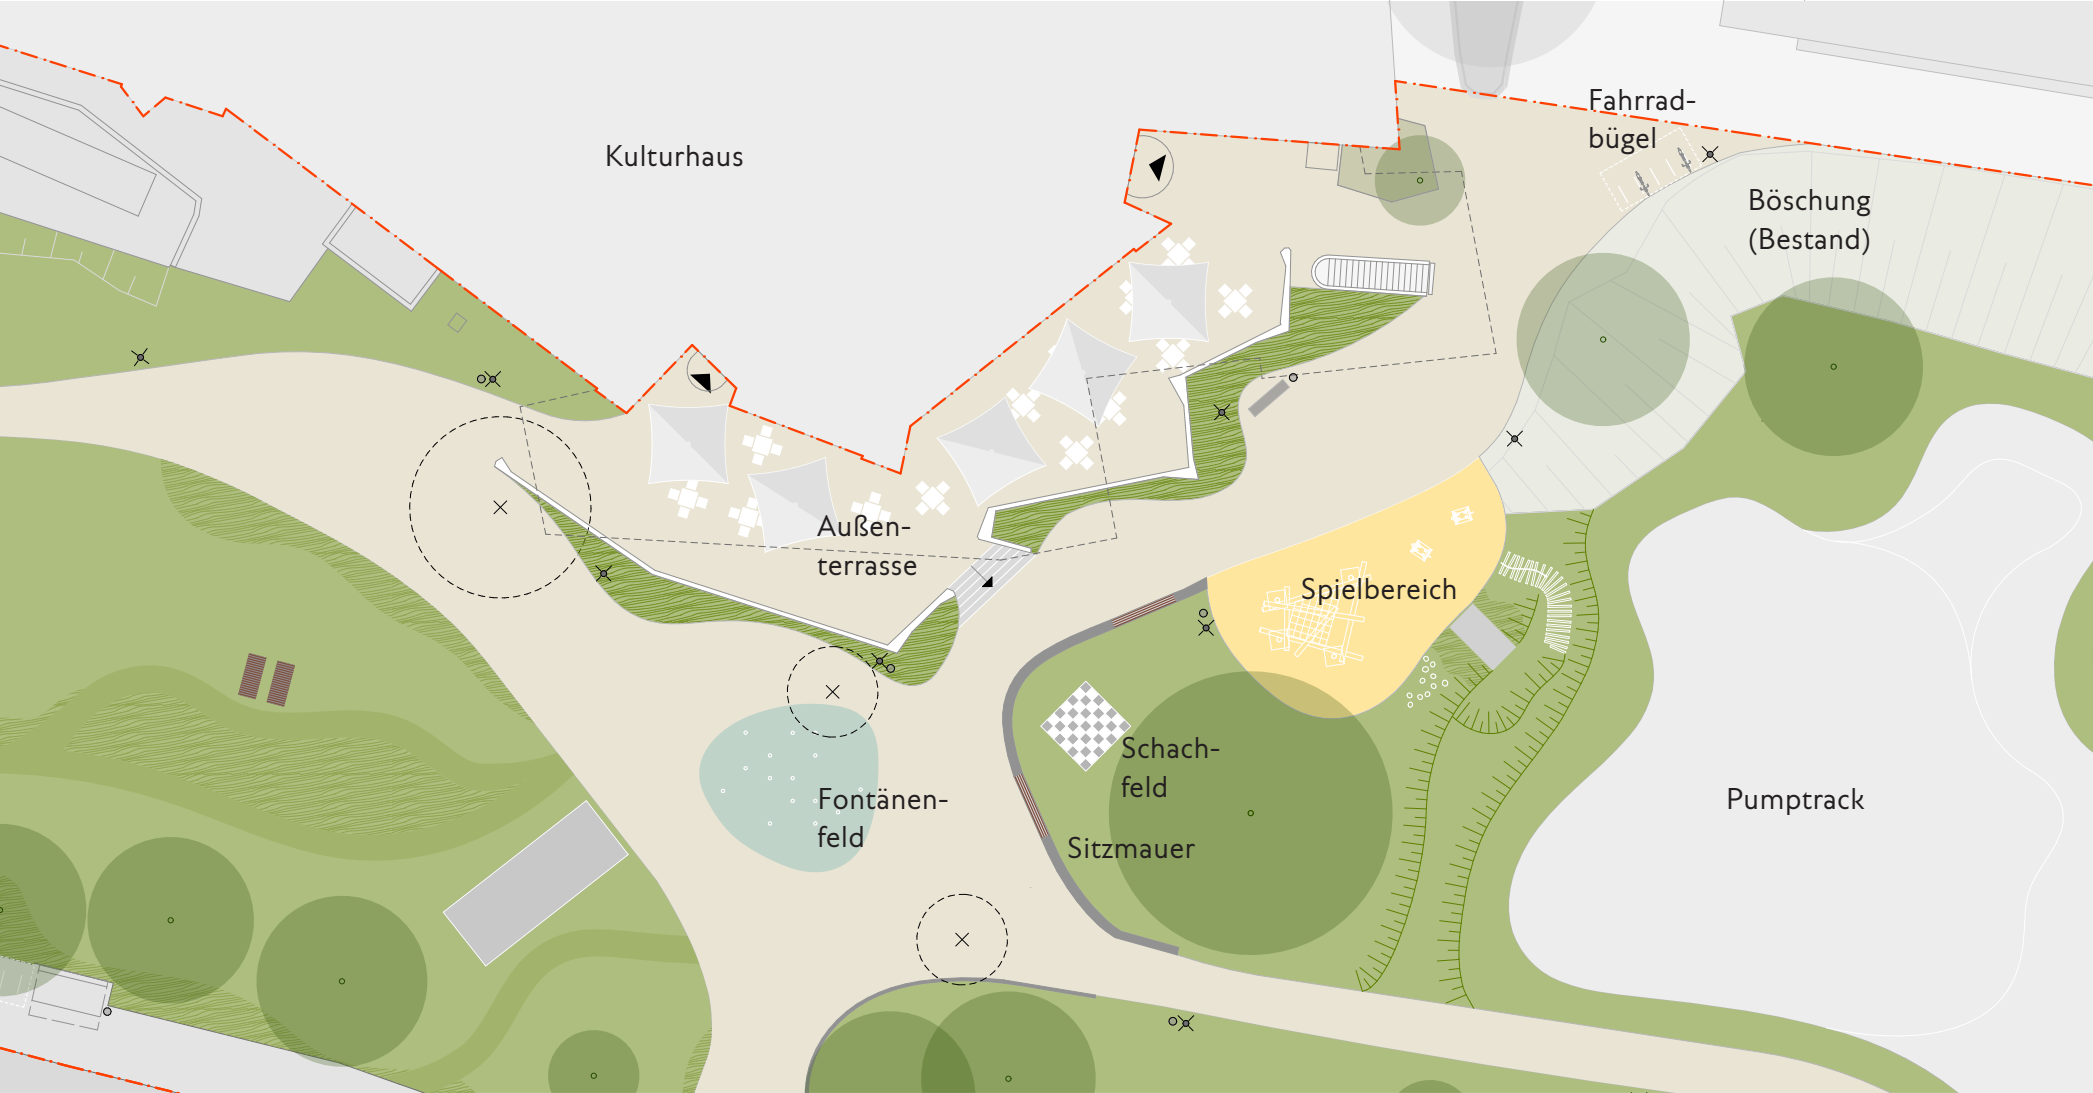 Fahrrad-
bügel
Kulturhaus
Böschung
(Bestand)
Außen-
terrasse
Spielbereich
Schach-
feld
Fontänen-
feld
Sitzmauer
Pumptrack